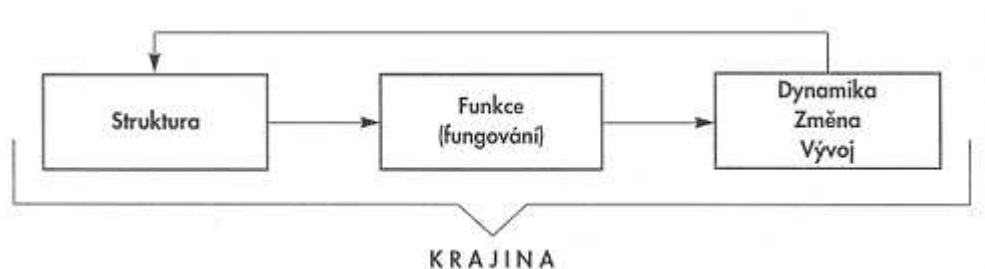 Struktura
Funkce
(fungování)
Dynamika
Změna
Vývoj
KRAJINA